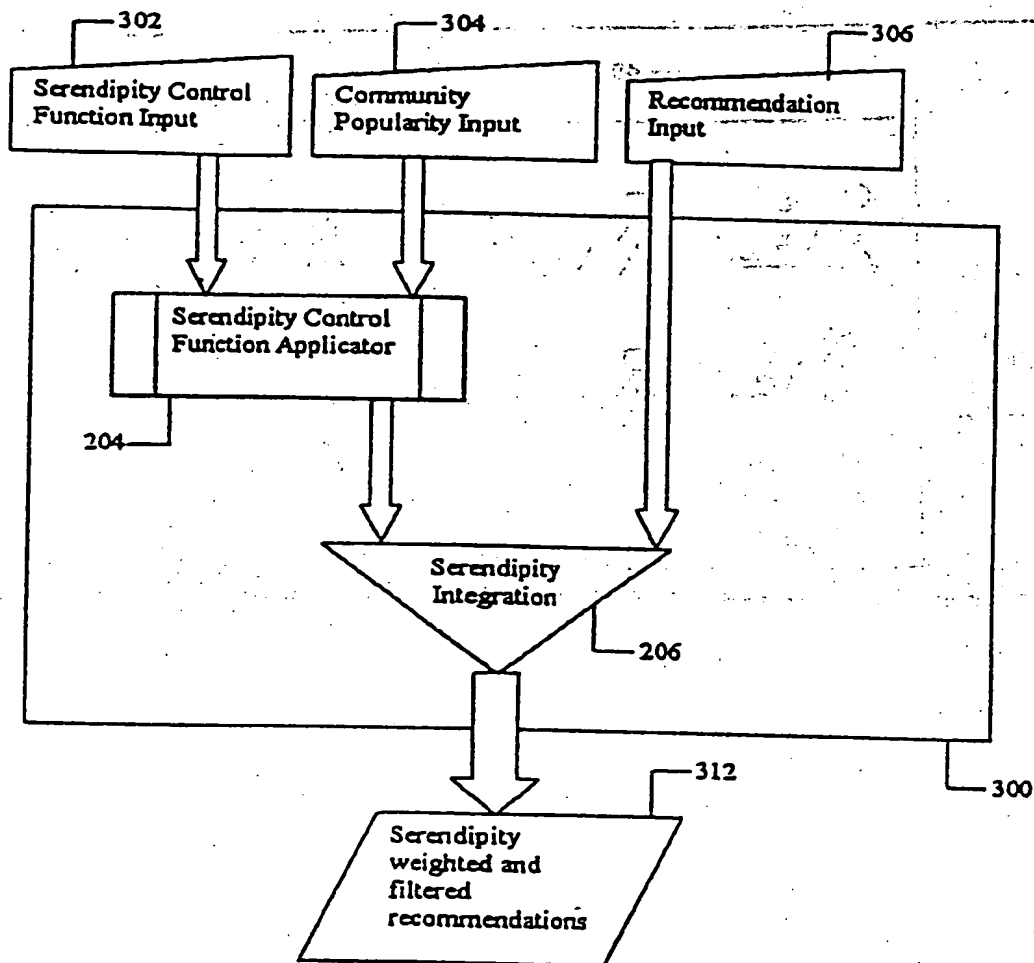 302
304
306
Serendipity Control
Function Input
Community
Popularity Input
Recommendation
Input
Serendipity Control
Function Applicator
204
Serendipity
Integration
206
300
312
Serendipity
weighted and
filtered
recommendations